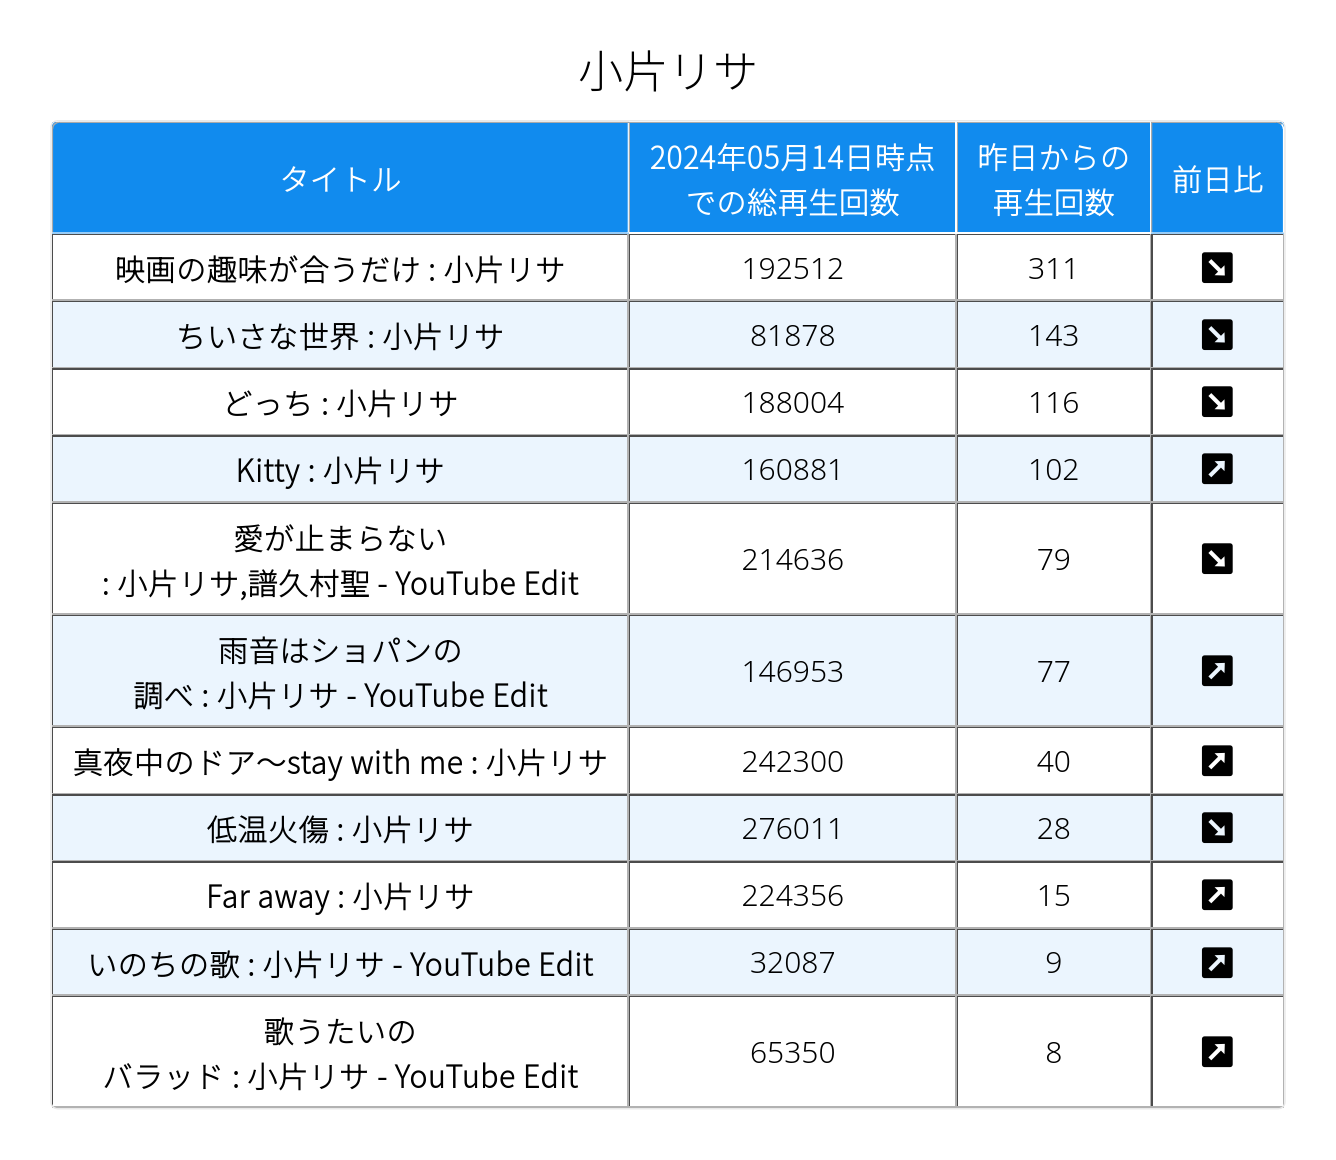 小片リサ
タイトル
2024年05月14日時点
での総再生回数
昨日からの
再生回数
前日比
映画の趣味が合うだけ : 小片リサ
192512
311
ちいさな世界 : 小片リサ
81878
143
どっち : 小片リサ
188004
116
Kitty : 小片リサ
160881
102
愛が止まらない
: 小片リサ,譜久村聖 - YouTube Edit
214636
79
雨音はショパンの
調べ : 小片リサ - YouTube Edit
146953
77
真夜中のドア〜stay with me : 小片リサ
242300
40
低温火傷 : 小片リサ
276011
28
Far away : 小片リサ
224356
15
いのちの歌 : 小片リサ - YouTube Edit
32087
9
歌うたいの
バラッド : 小片リサ - YouTube Edit
65350
8